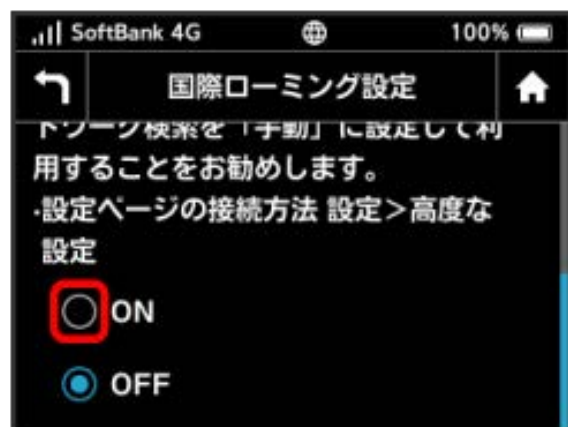 SoftBank 4G 100%
国際ローミング設定
トワーク検索を「手動」に設定して利
用することをお勧めします。
・設定ページの接続方法 設定＞高度な
設定
ON
OFF